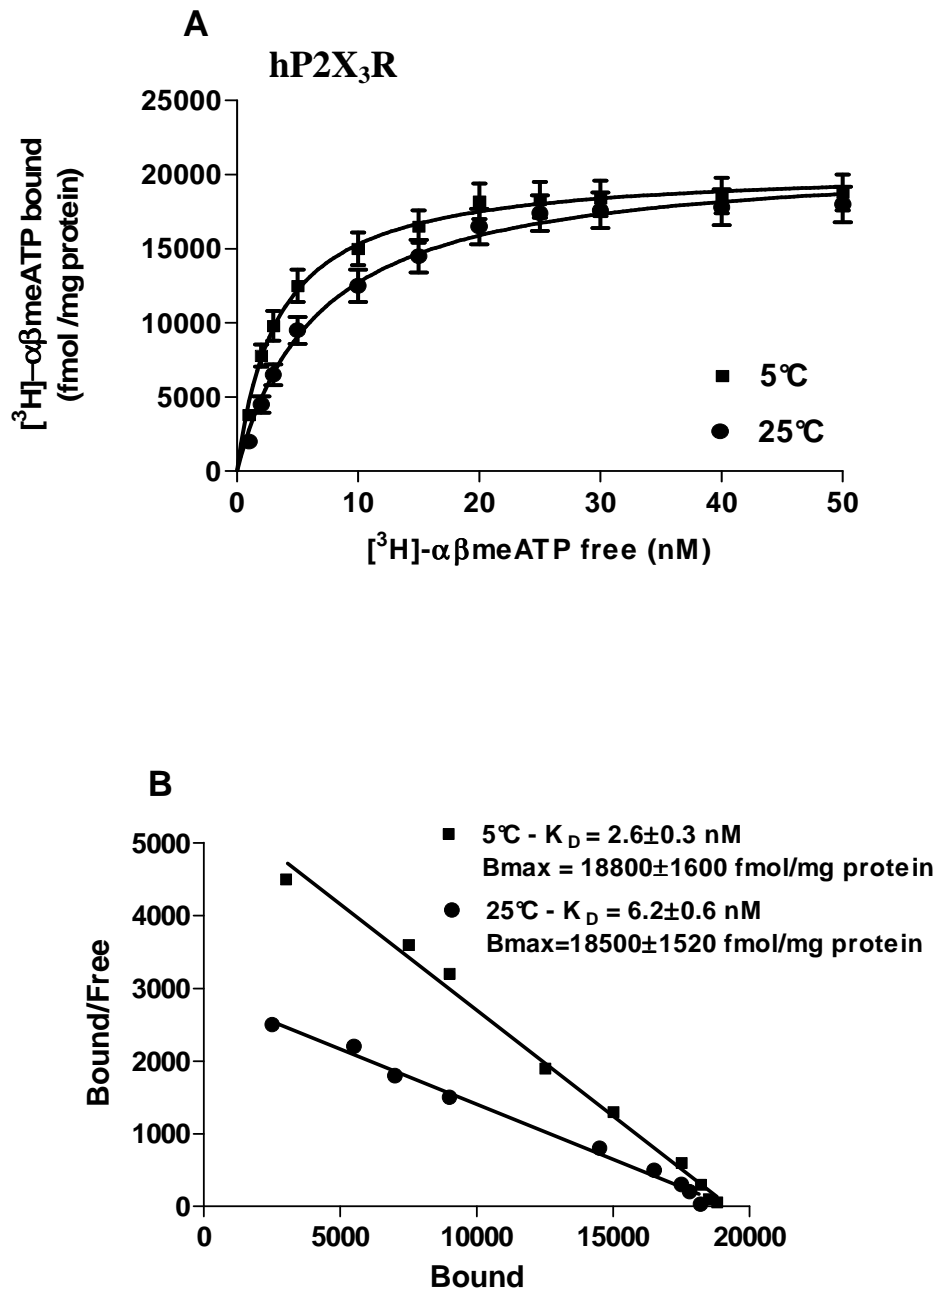 A
hP2X₃R
[³H]–αβmeATP bound
(fmol /mg protein)
25000
20000
15000
10000
5000
0
5°C
25°C
0 10 20 30 40 50
[³H]-αβmeATP free (nM)
B
5°C - K D = 2.6±0.3 nM
Bmax = 18800±1600 fmol/mg protein
25°C - K D = 6.2±0.6 nM
Bmax=18500±1520 fmol/mg protein
Bound/Free
5000
4000
3000
2000
1000
0
0 5000 10000 15000 20000
Bound